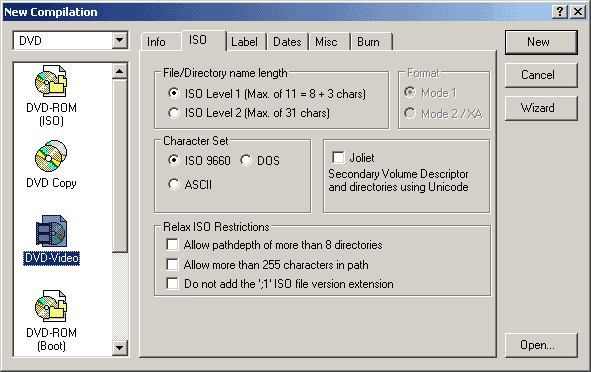 New Compilation
DVD
DVD-ROM
(ISO)
DVD Copy
DVD-Video
DVD-ROM
(Boot)
Info
ISO
Label
Dates
Misc
Burn
File/Directory name length
ISO Level 1 (Max. of 11 = 8 + 3 chars)
ISO Level 2 (Max. of 31 chars)
Format
Mode 1
Mode 2 / XA
Character Set
ISO 9660
DOS
ASCII
Joliet
Secondary Volume Descriptor
and directories using Unicode
Relax ISO Restrictions
Allow pathdepth of more than 8 directories
Allow more than 255 characters in path
Do not add the ';1' ISO file version extension
New
Cancel
Wizard
Open...